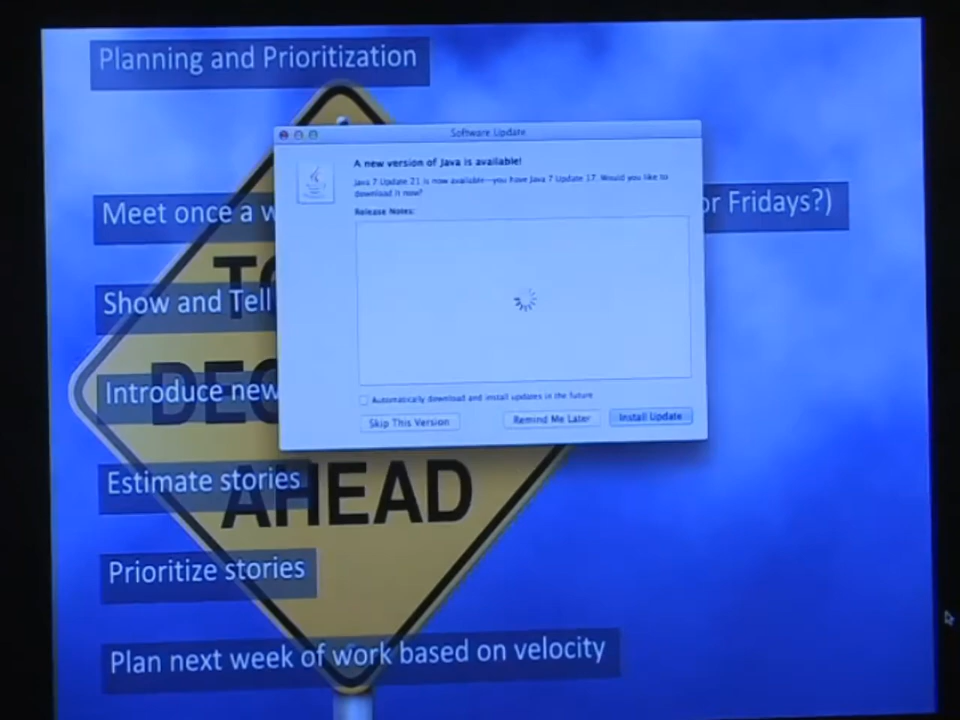 Planning and Prioritization
Software Update
A new version of Java is available!
Java 7 Update 21 is now available—you have Java 7 Update 17. Would you like to
download it now?
Release Notes:
Meet once a w
or Fridays?)
TO
Show and Tell
DEC
Introduce new
Automatically download and install updates in the future
Skip This Version
Remind Me Later
Install Update
Estimate stories
AHEAD
Prioritize stories
Plan next week of work based on velocity